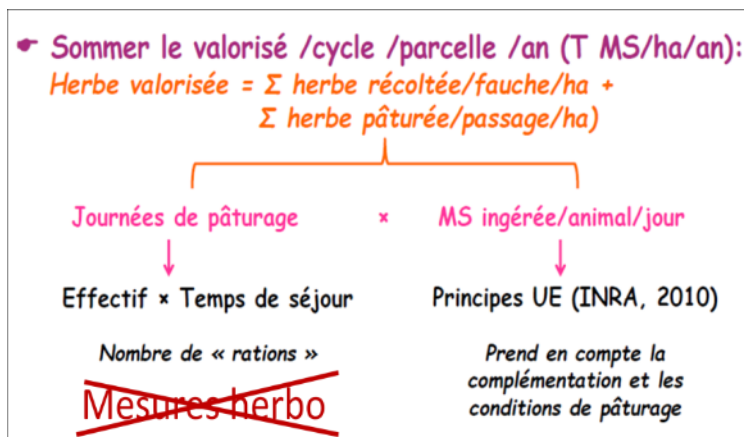 ☛ Sommer le valorisé /cycle /parcelle /an (T MS/ha/an):
Herbe valorisée = Σ herbe récoltée/fauche/ha +
Σ herbe pâturée/passage/ha)
Journées de pâturage × MS ingérée/animal/jour
Effectif × Temps de séjour Principes UE (INRA, 2010)
Nombre de « rations » Prend en compte la
complémentation et les
Mesures herbo conditions de pâturage